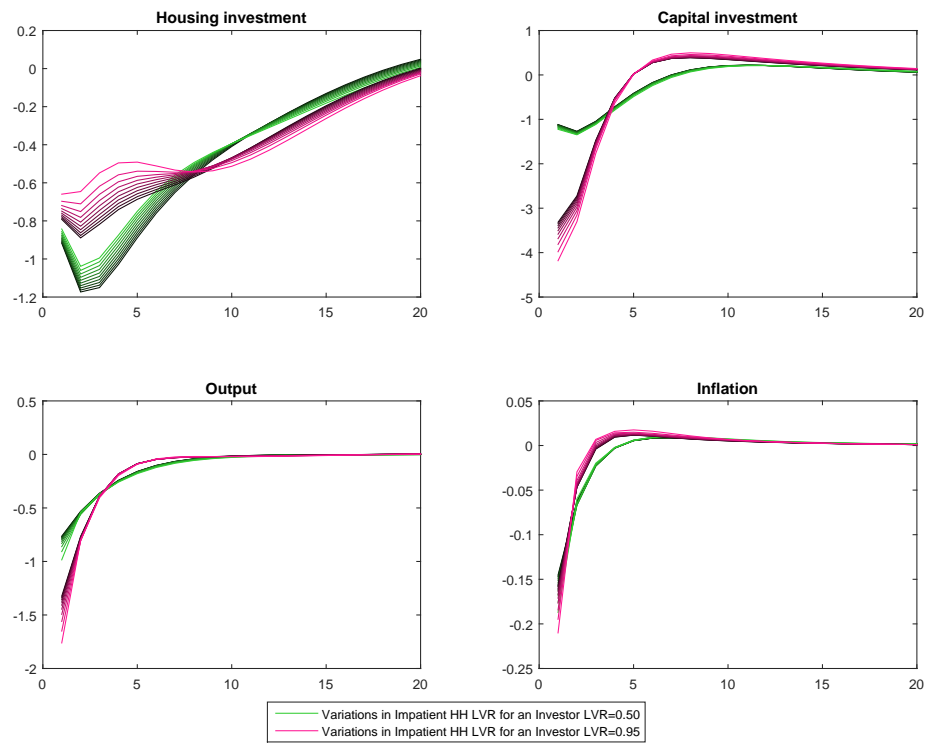 Housing investment
0.2
0
-0.2
-0.4
-0.6
-0.8
-1
-1.2
0 5 10 15 20
Capital investment
1
0
-1
-2
-3
-4
-5
0 5 10 15 20
Output
0.5
0
-0.5
-1
-1.5
-2
0 5 10 15 20
Inflation
0.05
0
-0.05
-0.1
-0.15
-0.2
-0.25
0 5 10 15 20
Variations in Impatient HH LVR for an Investor LVR=0.50
Variations in Impatient HH LVR for an Investor LVR=0.95